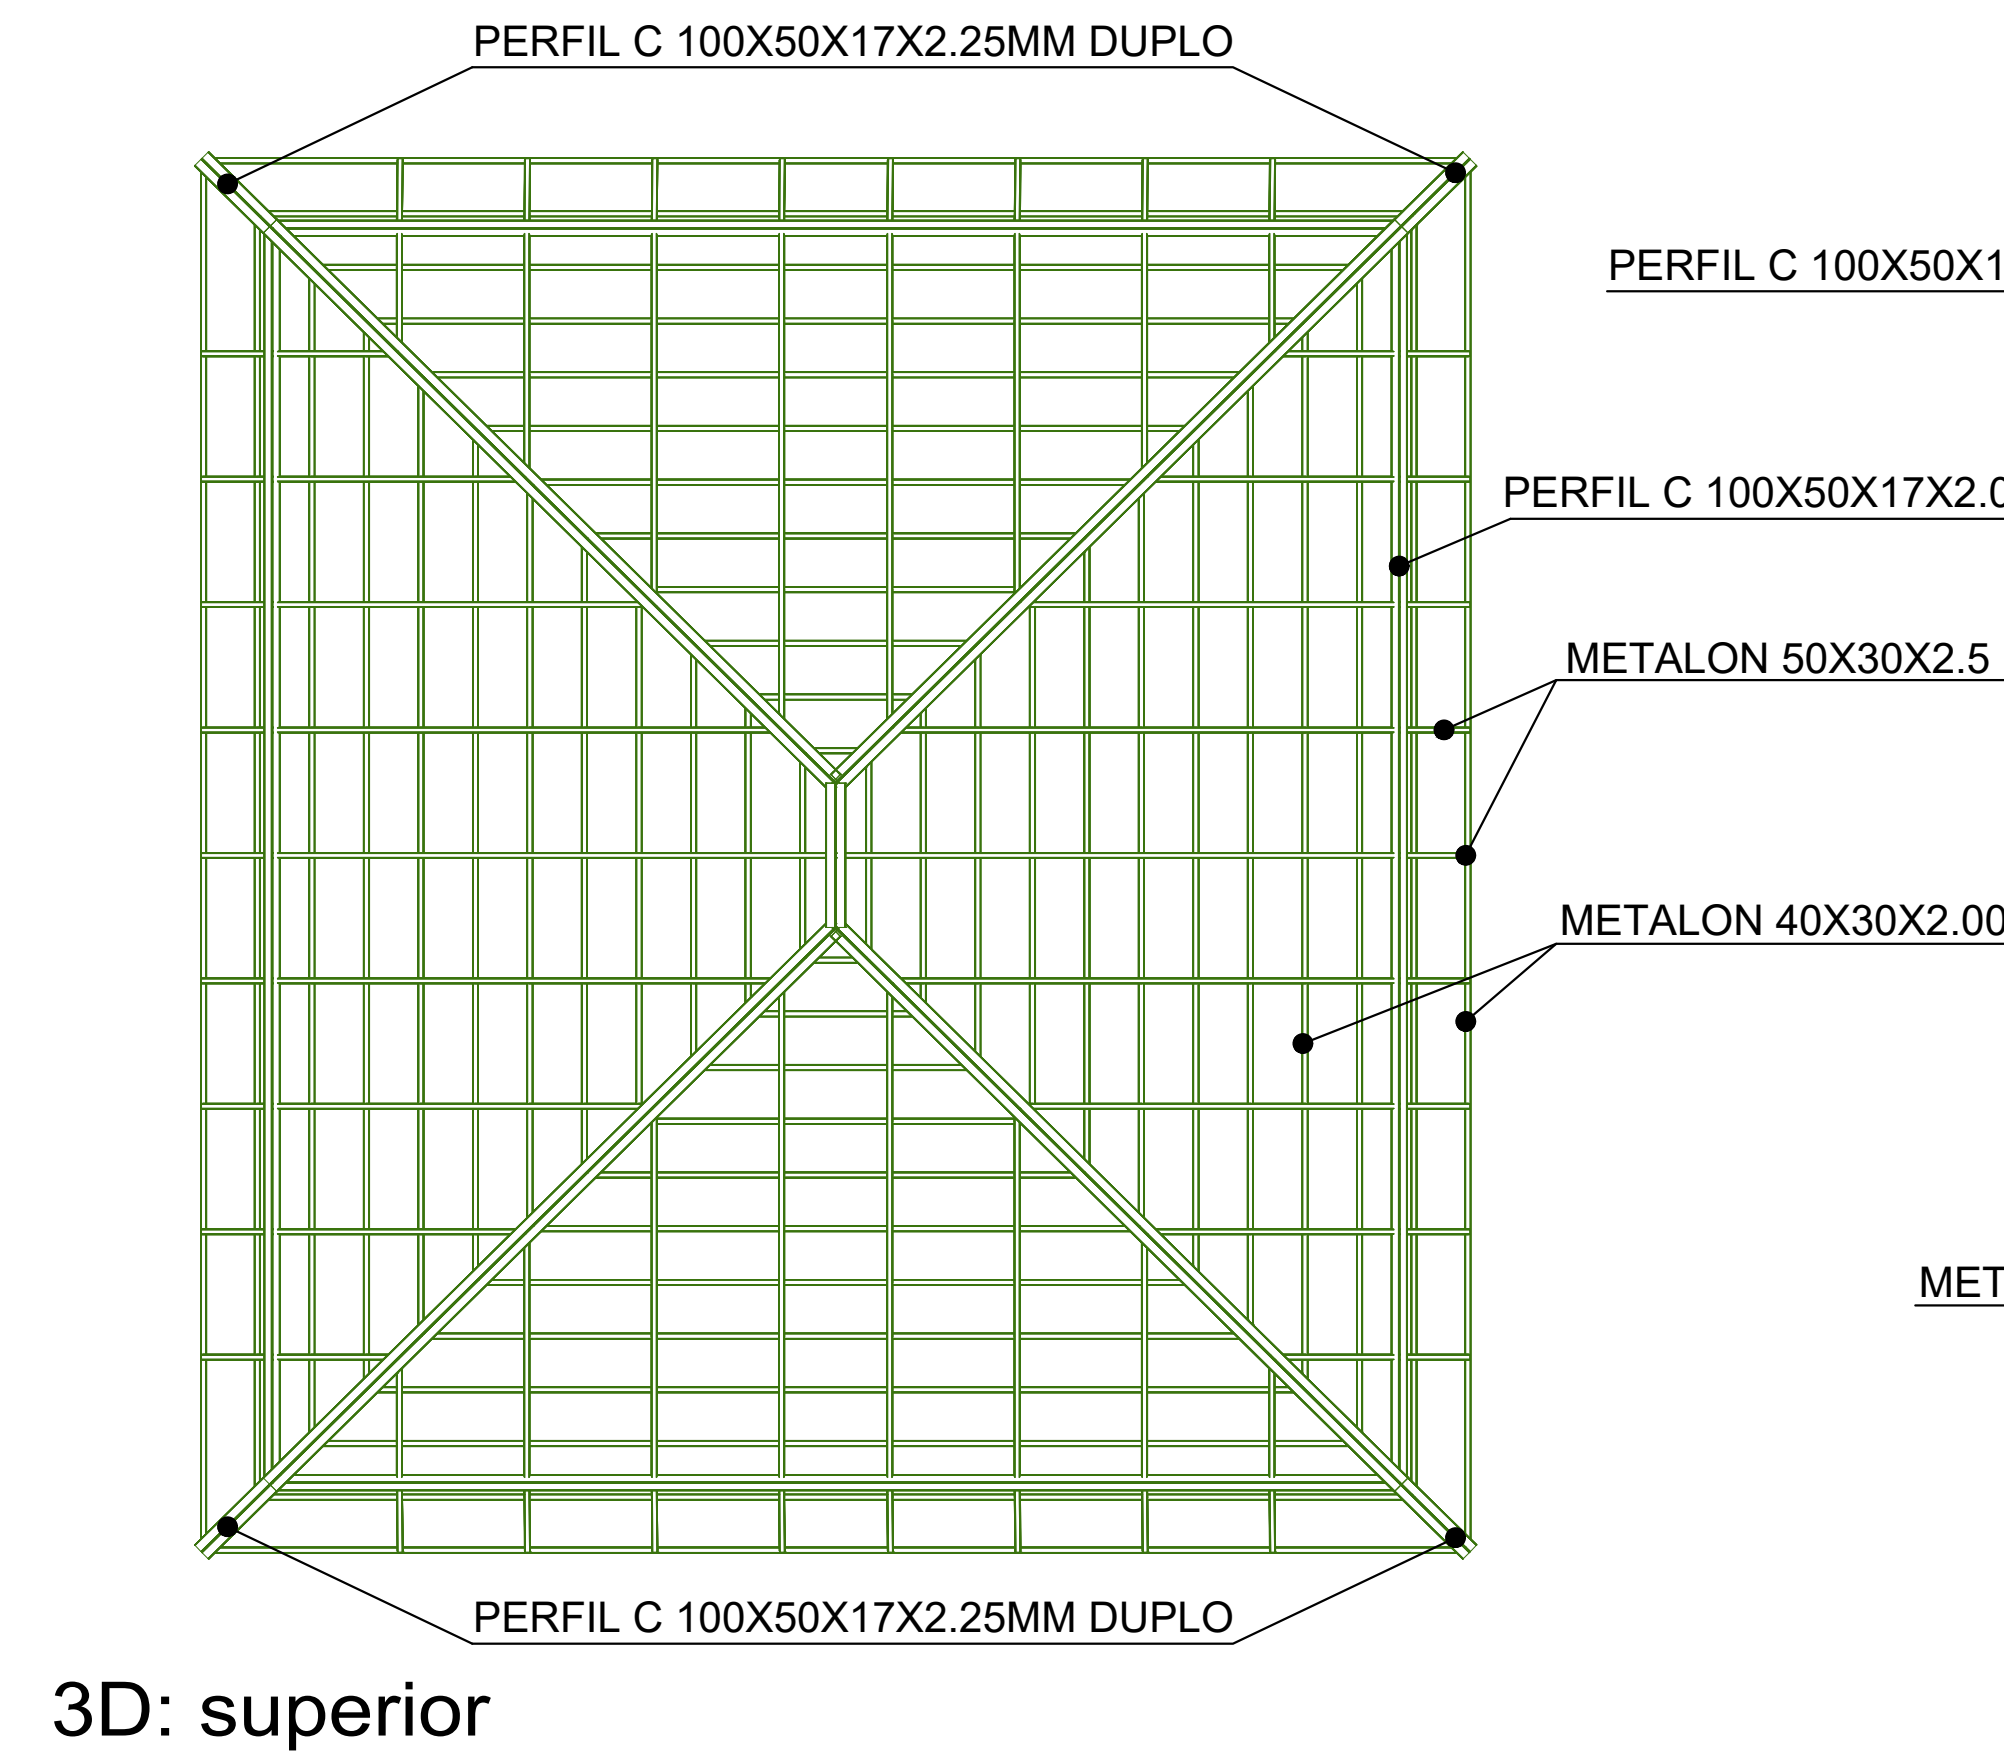 PERFIL C 100X50X17X2.25MM DUPLO
PERFIL C 100X50X1
PERFIL C 100X50X17X2.0
METALON 50X30X2.5
METALON 40X30X2.00
MET
PERFIL C 100X50X17X2.25MM DUPLO
3D: superior